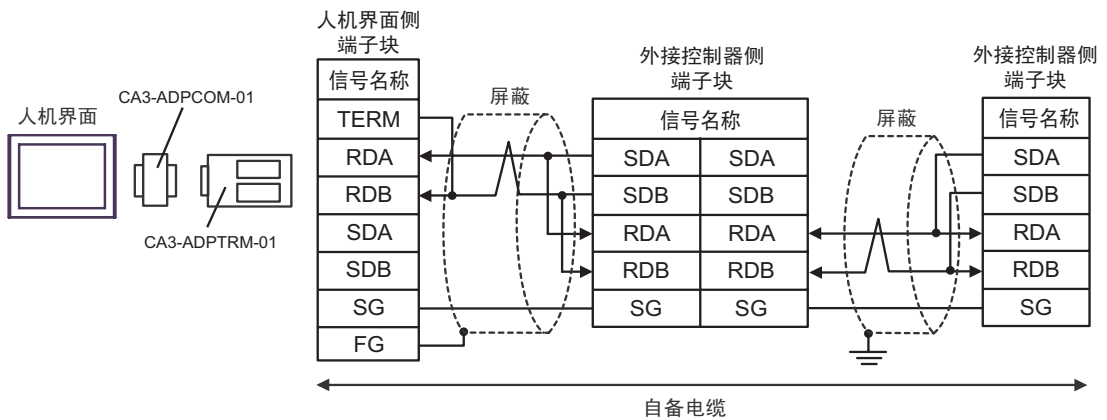 人机界面
CA3-ADPCOM-01
CA3-ADPTRM-01
人机界面侧
端子块
信号名称
TERM
RDA
RDB
SDA
SDB
SG
FG
屏蔽
外接控制器侧
端子块
信号名称
SDA SDA
SDB SDB
RDA RDA
RDB RDB
SG SG
屏蔽
外接控制器侧
端子块
信号名称
SDA
SDB
RDA
RDB
SG
自备电缆